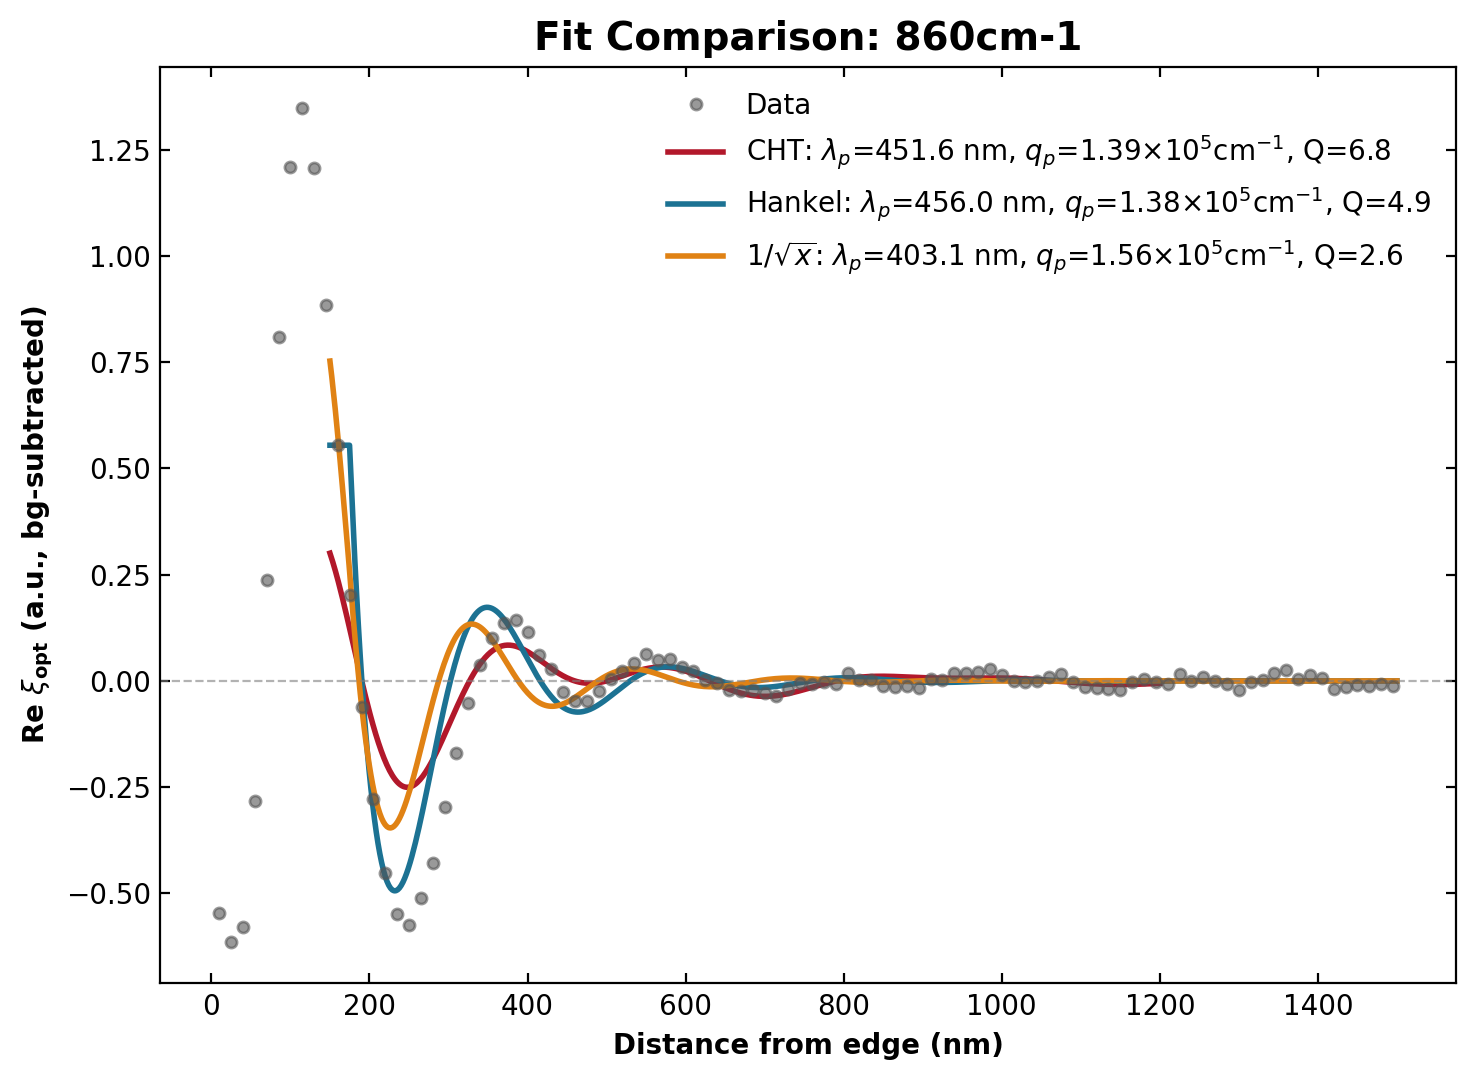 Fit Comparison: 860cm-1
Data
CHT: λₚ=451.6 nm, qₚ=1.39×10⁵cm⁻¹, Q=6.8
Hankel: λₚ=456.0 nm, qₚ=1.38×10⁵cm⁻¹, Q=4.9
1/√x: λₚ=403.1 nm, qₚ=1.56×10⁵cm⁻¹, Q=2.6
Re ξopt (a.u., bg-subtracted)
1.25
1.00
0.75
0.50
0.25
0.00
−0.25
−0.50
0 200 400 600 800 1000 1200 1400
Distance from edge (nm)